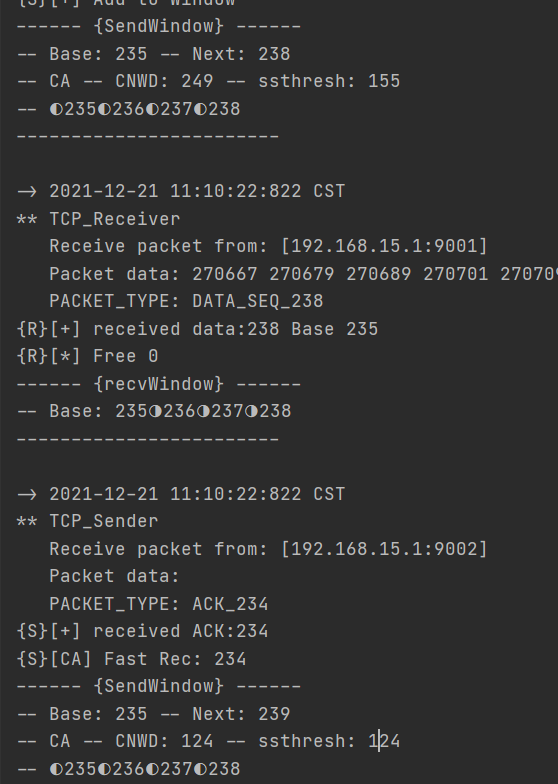 {S}[+] Add to Window
------ {SendWindow} ------
-- Base: 235 -- Next: 238
-- CA -- CNWD: 249 -- ssthresh: 155
-- ◐235◐236◐237◐238
------------------------
-> 2021-12-21 11:10:22:822 CST
** TCP_Receiver
Receive packet from: [192.168.15.1:9001]
Packet data: 270667 270679 270689 270701 270709
PACKET_TYPE: DATA_SEQ_238
{R}[+] received data:238 Base 235
{R}[*] Free 0
------ {recvWindow} ------
-- Base: 235◑236◑237◑238
------------------------
-> 2021-12-21 11:10:22:822 CST
** TCP_Sender
Receive packet from: [192.168.15.1:9002]
Packet data:
PACKET_TYPE: ACK_234
{S}[+] received ACK:234
{S}[CA] Fast Rec: 234
------ {SendWindow} ------
-- Base: 235 -- Next: 239
-- CA -- CNWD: 124 -- ssthresh: 124
-- ◐235◐236◐237◐238